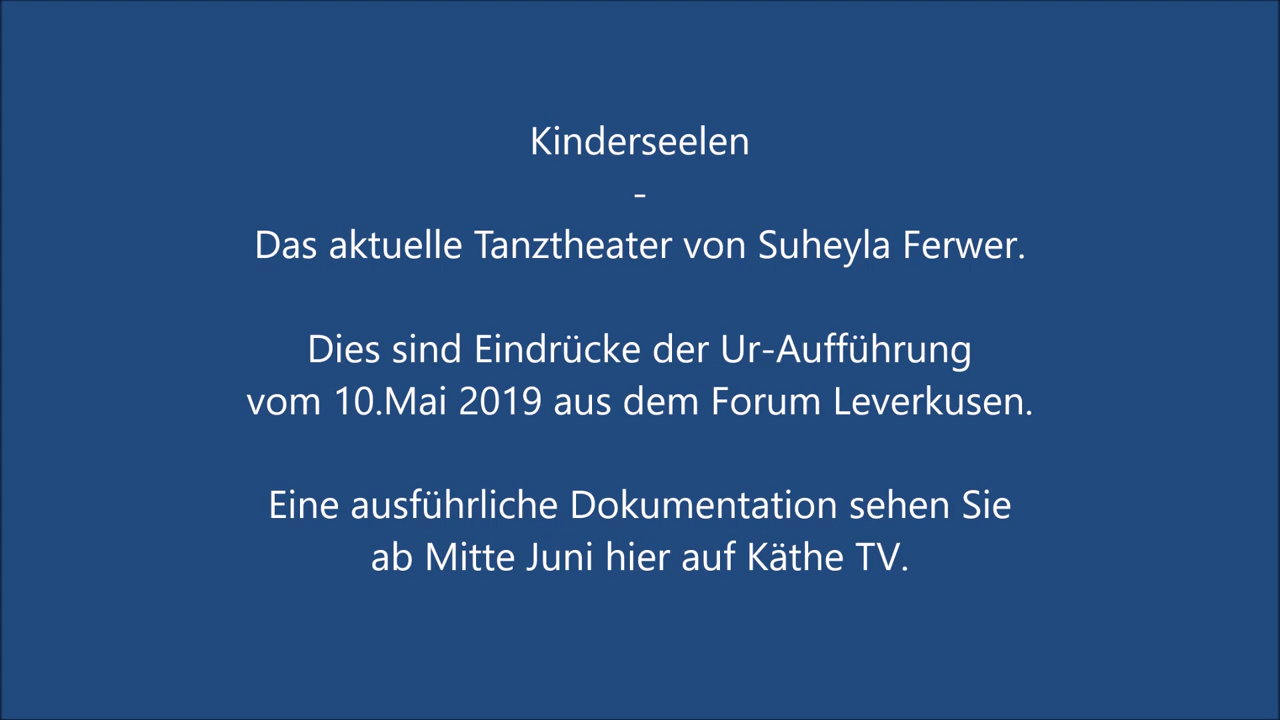 Kinderseelen
-
Das aktuelle Tanztheater von Suheyla Ferwer.
Dies sind Eindrücke der Ur-Aufführung
vom 10.Mai 2019 aus dem Forum Leverkusen.
Eine ausführliche Dokumentation sehen Sie
ab Mitte Juni hier auf Käthe TV.